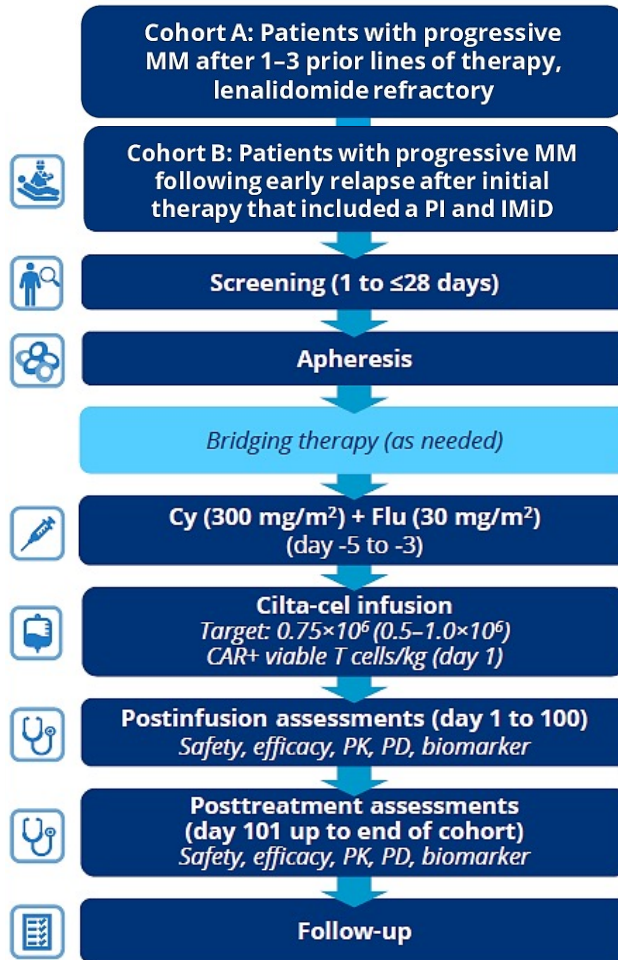 Cohort A: Patients with progressive
MM after 1–3 prior lines of therapy,
lenalidomide refractory
Cohort B: Patients with progressive MM
following early relapse after initial
therapy that included a PI and IMiD
Screening (1 to ≤28 days)
Apheresis
Bridging therapy (as needed)
Cy (300 mg/m²) + Flu (30 mg/m²)
(day -5 to -3)
Cilta-cel infusion
Target: 0.75×10⁶ (0.5–1.0×10⁶)
CAR+ viable T cells/kg (day 1)
Postinfusion assessments (day 1 to 100)
Safety, efficacy, PK, PD, biomarker
Posttreatment assessments
(day 101 up to end of cohort)
Safety, efficacy, PK, PD, biomarker
Follow-up